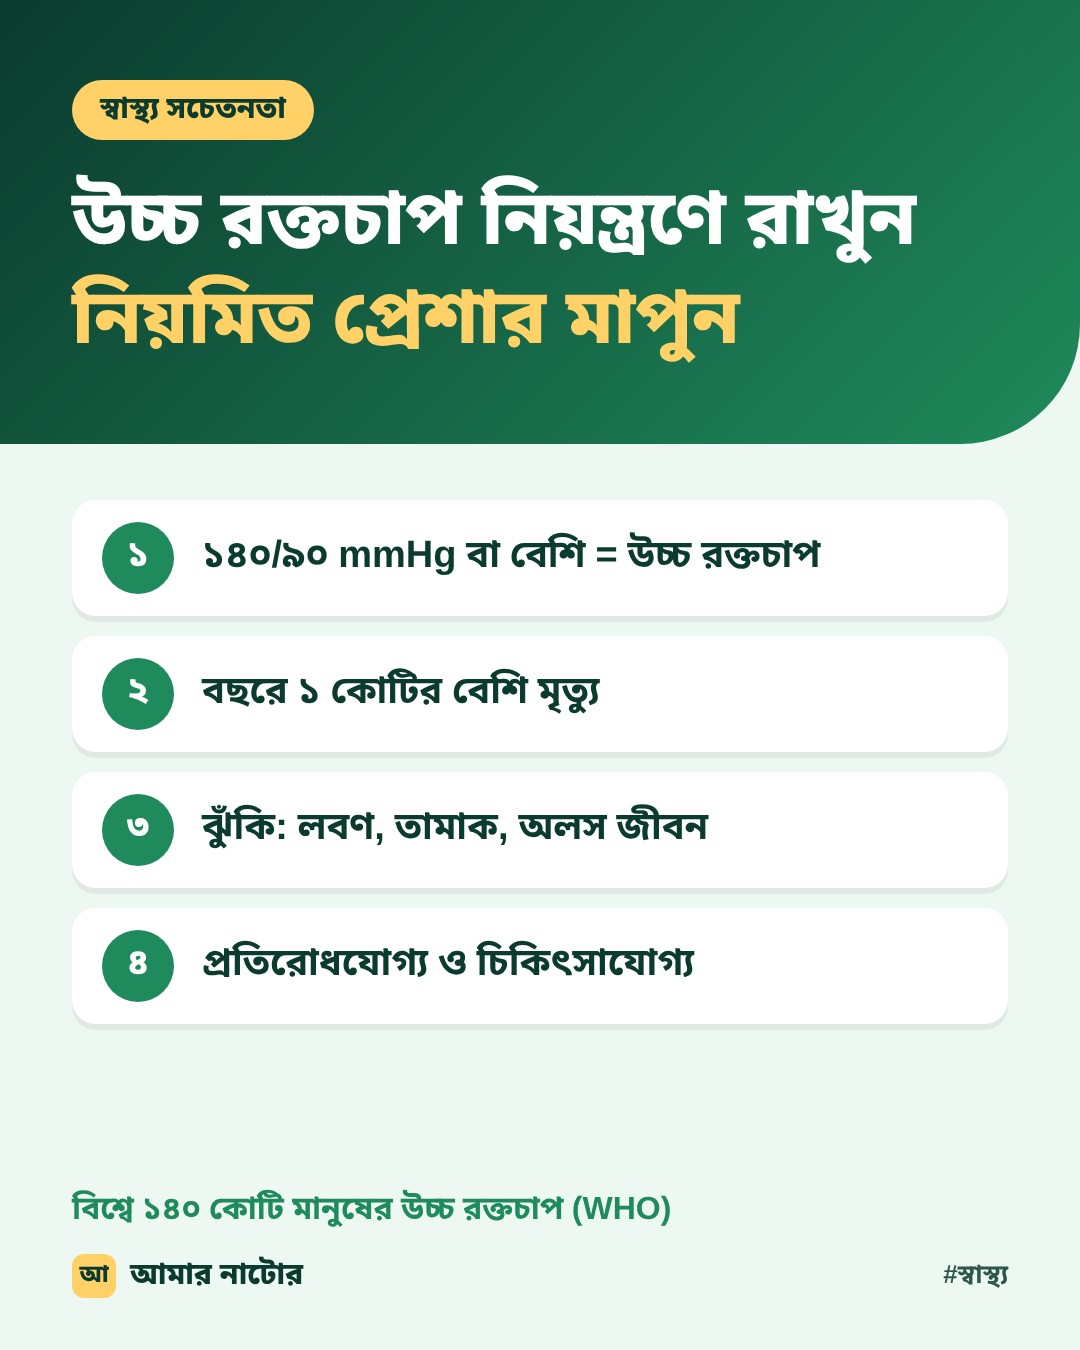 স্বাস্থ্য সচেতনতা
উচ্চ রক্তচাপ নিয়ন্ত্রণে রাখুন
নিয়মিত প্রেশার মাপুন
১ ১৪০/৯০ mmHg বা বেশি = উচ্চ রক্তচাপ
২ বছরে ১ কোটির বেশি মৃত্যু
৩ ঝুঁকি: লবণ, তামাক, অলস জীবন
৪ প্রতিরোধযোগ্য ও চিকিৎসাযোগ্য
বিশ্বে ১৪০ কোটি মানুষের উচ্চ রক্তচাপ (WHO)
আ আমার নাটোর
#স্বাস্থ্য